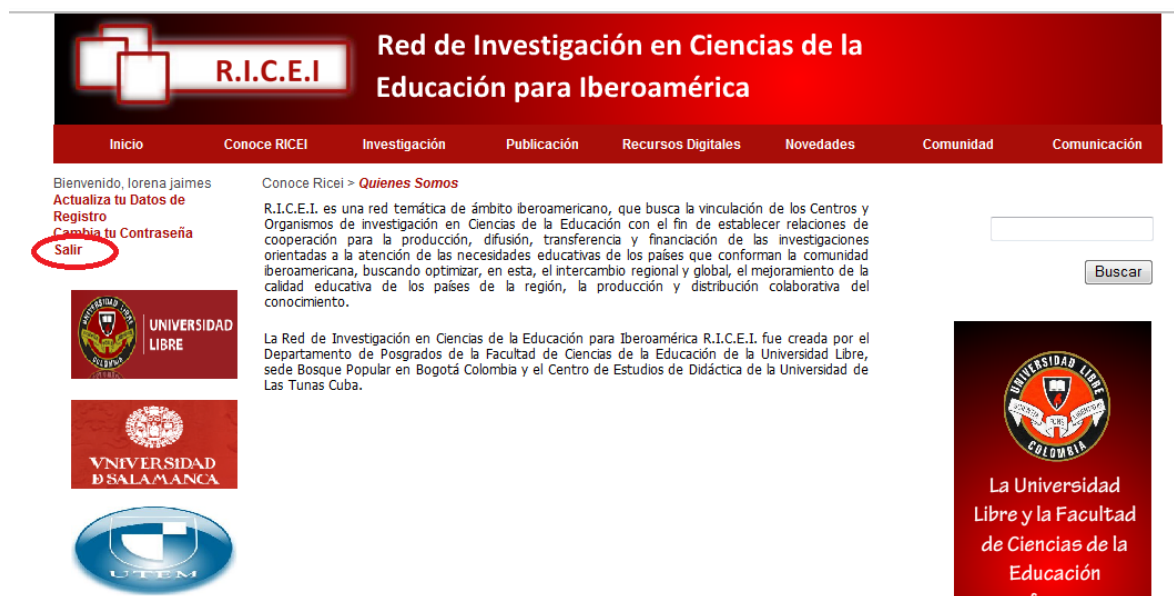 R.I.C.E.I
Red de Investigación en Ciencias de la
Educación para Iberoamérica
Inicio Conoce RICEI Investigación Publicación Recursos Digitales Novedades Comunidad Comunicación
Bienvenido, lorena jaimes
Actualiza tu Datos de
Registro
Cambia tu Contraseña
Salir
UNIVERSIDAD
LIBRE
VNIVERSIDAD
D SALAMANCA
UTEM
Conoce Ricei > Quienes Somos
R.I.C.E.I. es una red temática de ámbito iberoamericano, que busca la vinculación de los Centros y
Organismos de investigación en Ciencias de la Educación con el fin de establecer relaciones de
cooperación para la producción, difusión, transferencia y financiación de las investigaciones
orientadas a la atención de las necesidades educativas de los países que conforman la comunidad
iberoamericana, buscando optimizar, en esta, el intercambio regional y global, el mejoramiento de la
calidad educativa de los países de la región, la producción y distribución colaborativa del
conocimiento.
La Red de Investigación en Ciencias de la Educación para Iberoamérica R.I.C.E.I. fue creada por el
Departamento de Posgrados de la Facultad de Ciencias de la Educación de la Universidad Libre,
sede Bosque Popular en Bogotá Colombia y el Centro de Estudios de Didáctica de la Universidad de
Las Tunas Cuba.
Buscar
UNIVERSIDAD LIBRE
COLOMBIA
La Universidad
Libre y la Facultad
de Ciencias de la
Educación